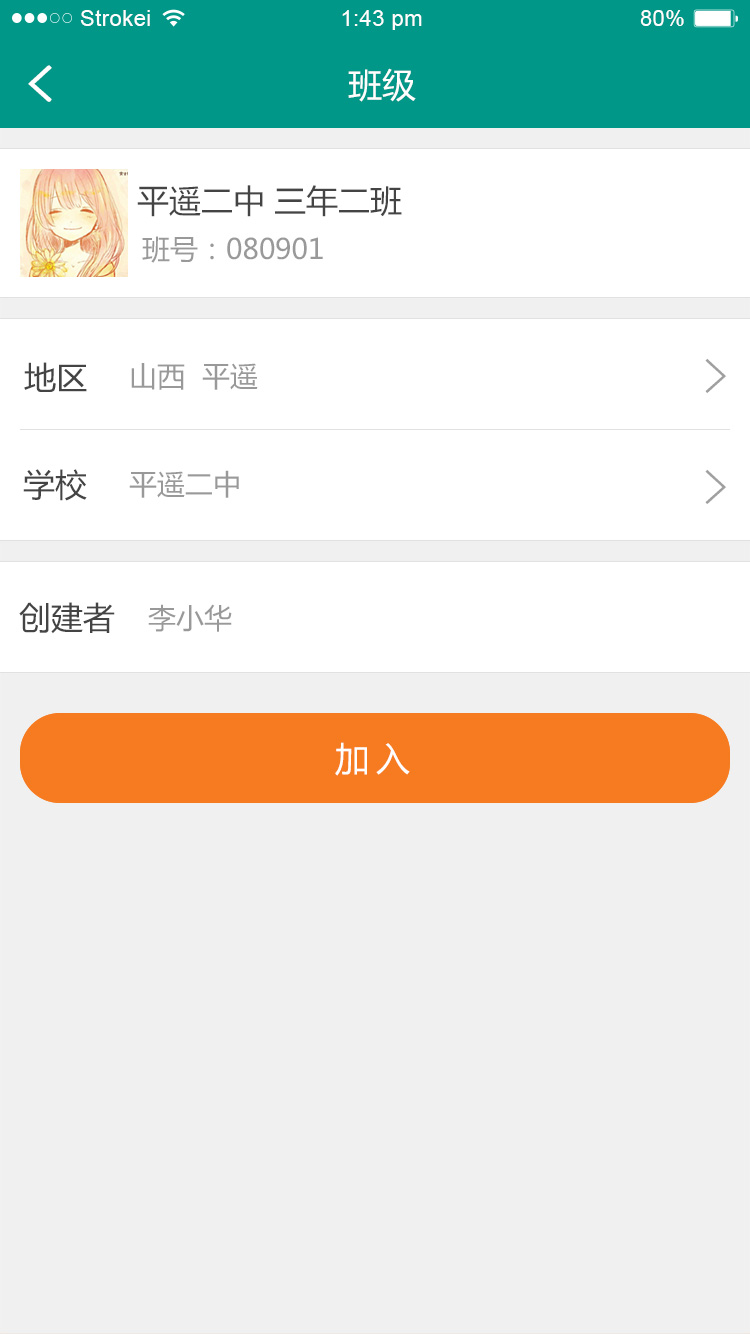 Strokei 1:43 pm 80%
班级
平遥二中 三年二班
班号：080901
地区 山西 平遥
学校 平遥二中
创建者 李小华
加入